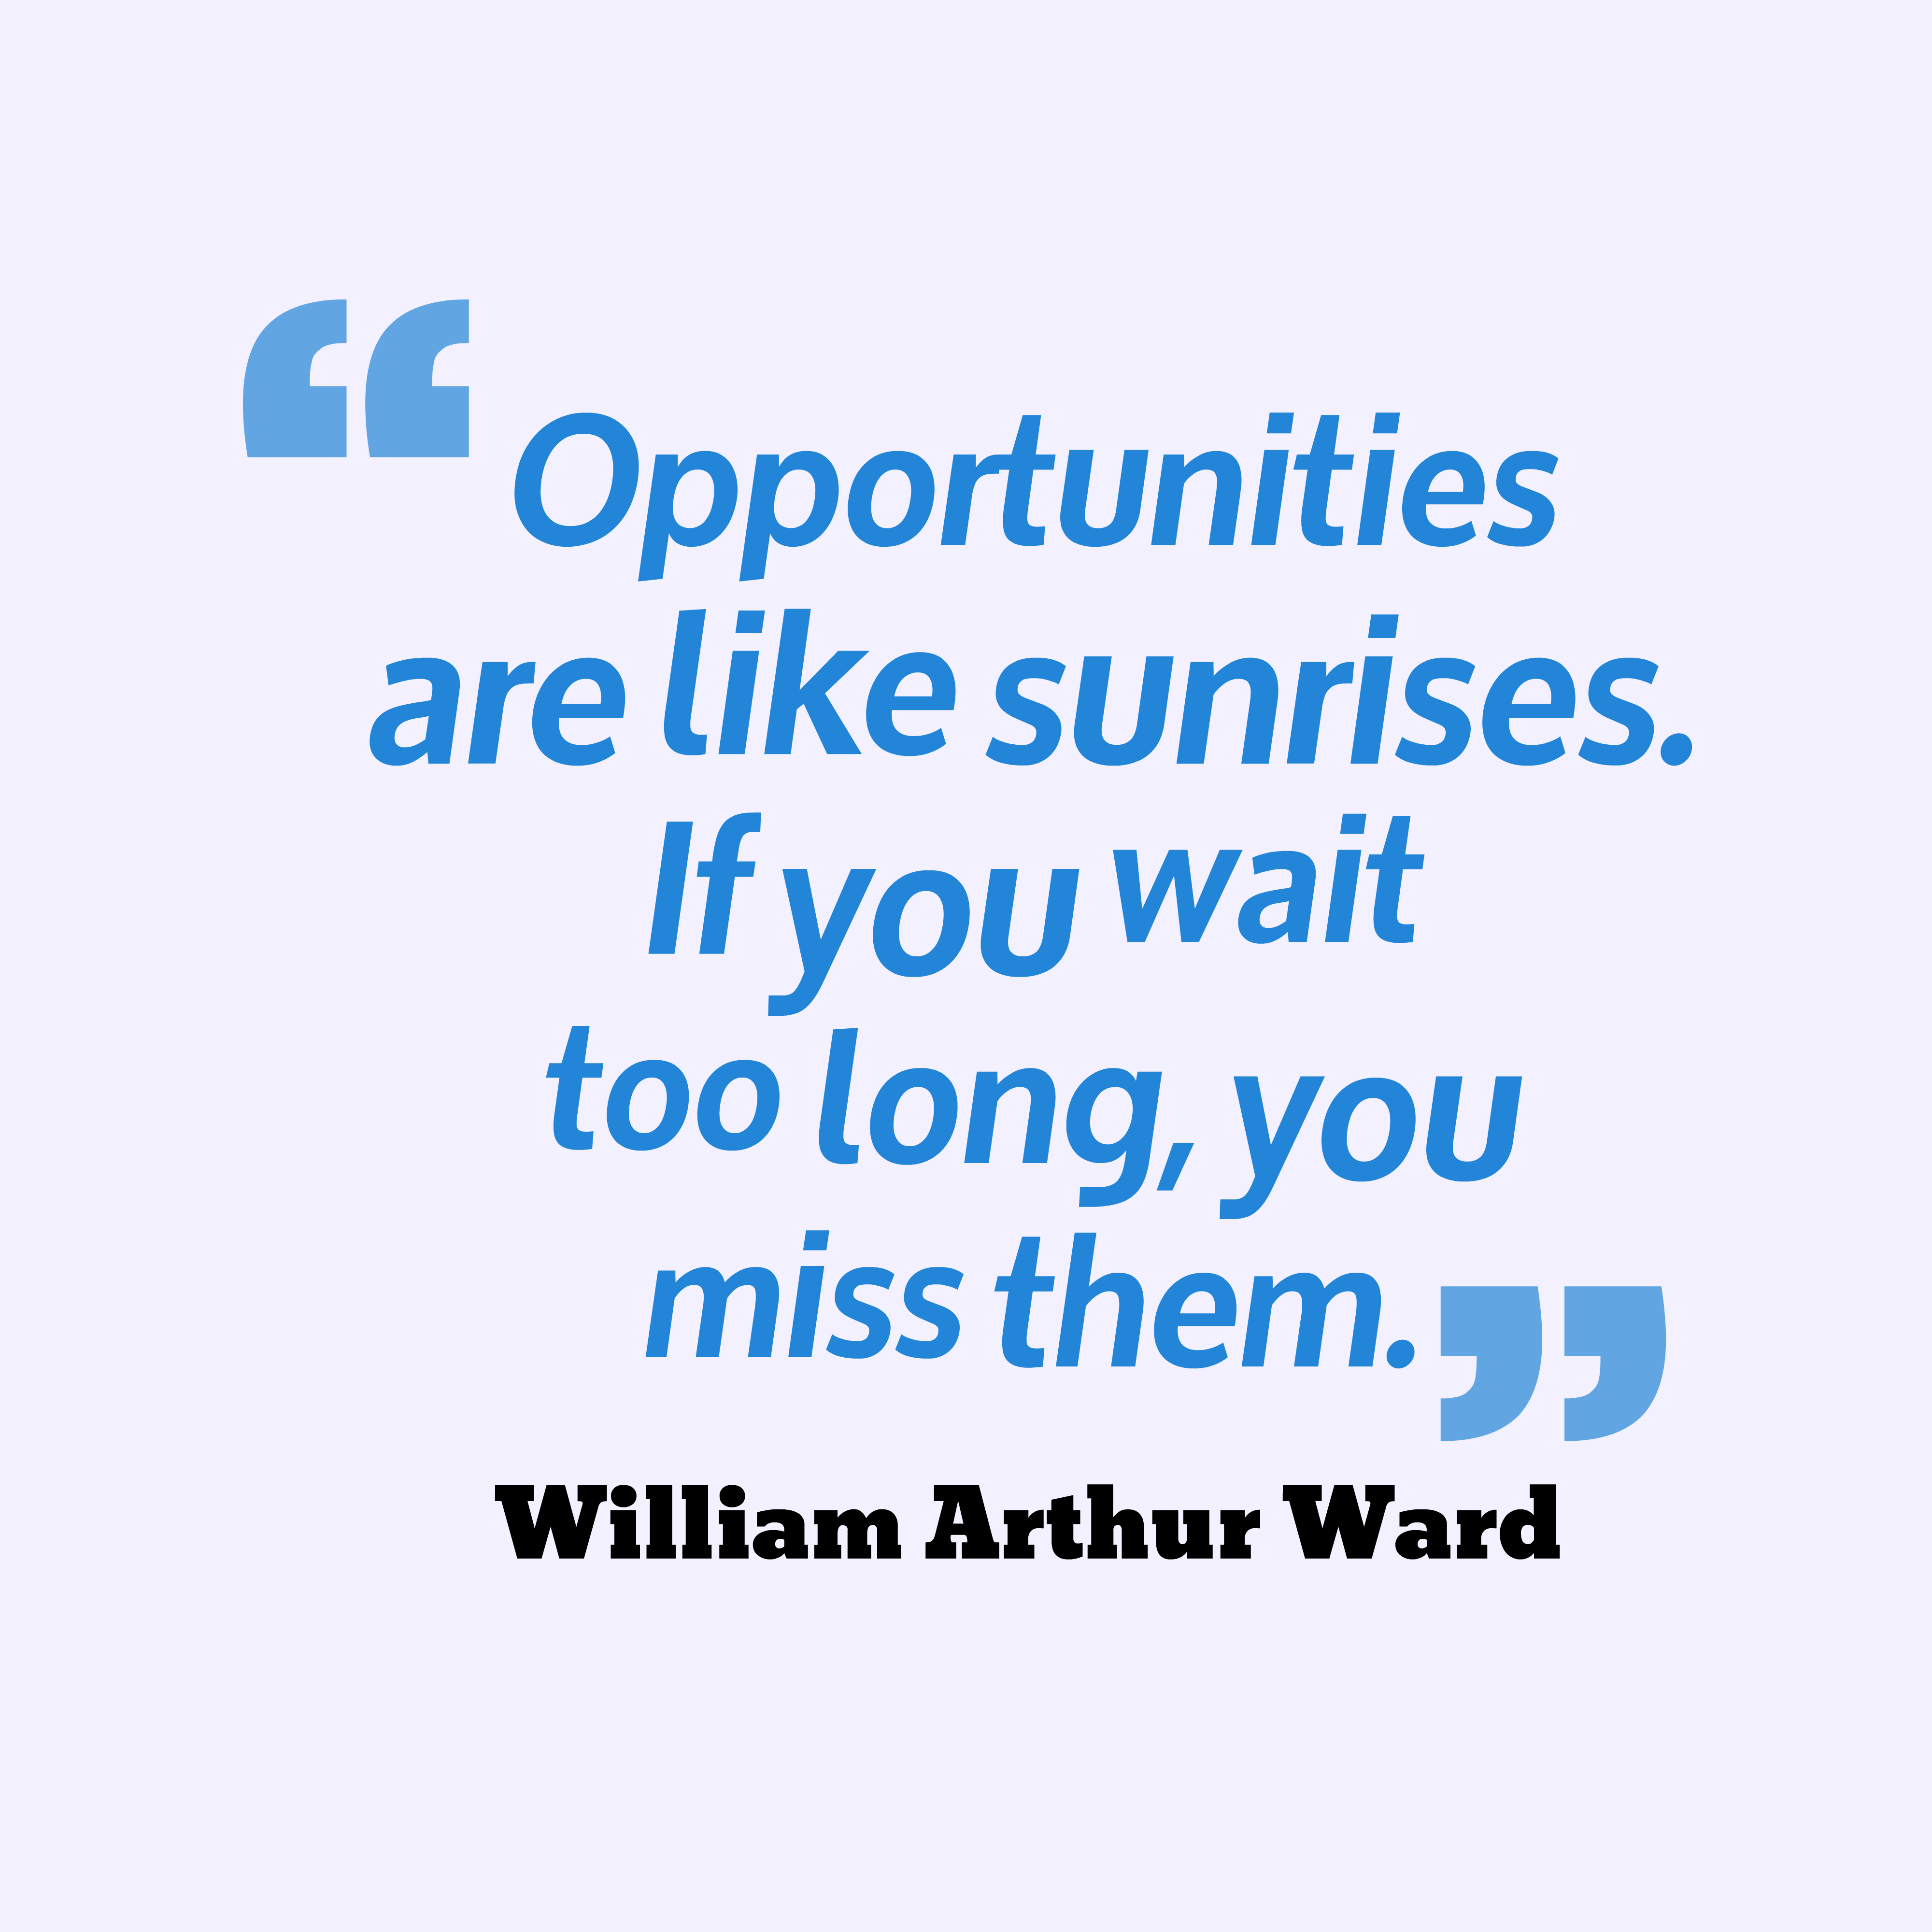 “Opportunities
are like sunrises.
If you wait
too long, you
miss them.”
William Arthur Ward